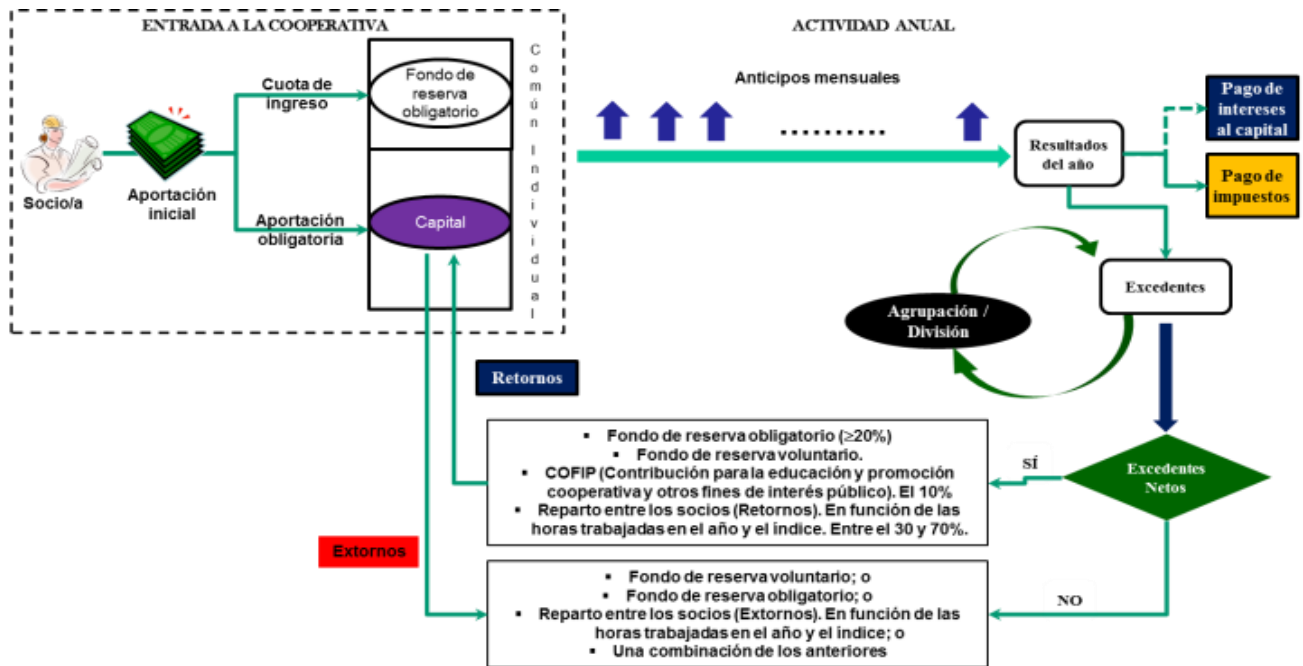 ENTRADA A LA COOPERATIVA
Socio/a
Aportación
inicial
Cuota de
ingreso
Aportación
obligatoria
Fondo de
reserva
obligatorio
Capital
Común
Individual
ACTIVIDAD ANUAL
Anticipos mensuales
..........
Resultados
del año
Pago de
intereses
al capital
Pago de
impuestos
Excedentes
Agrupación /
División
Excedentes
Netos
SÍ
NO
Retornos
▪ Fondo de reserva obligatorio (≥20%)
▪ Fondo de reserva voluntario.
▪ COFIP (Contribución para la educación y promoción
cooperativa y otros fines de interés público). El 10%
▪ Reparto entre los socios (Retornos). En función de las
horas trabajadas en el año y el índice. Entre el 30 y 70%.
Extornos
▪ Fondo de reserva voluntario; o
▪ Fondo de reserva obligatorio; o
▪ Reparto entre los socios (Extornos). En función de las
horas trabajadas en el año y el índice; o
▪ Una combinación de los anteriores